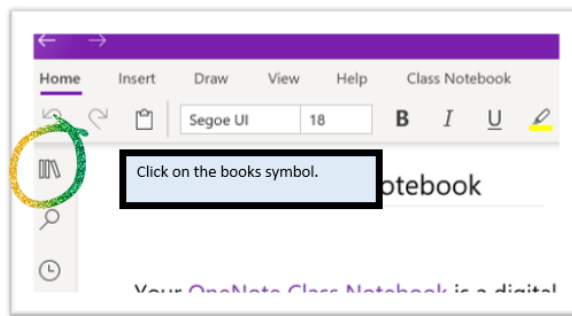 Home Insert Draw View Help Class Notebook
Segoe UI 18 B I U
Click on the books symbol.
otebook
Your OneNote Class Notebook is a digital